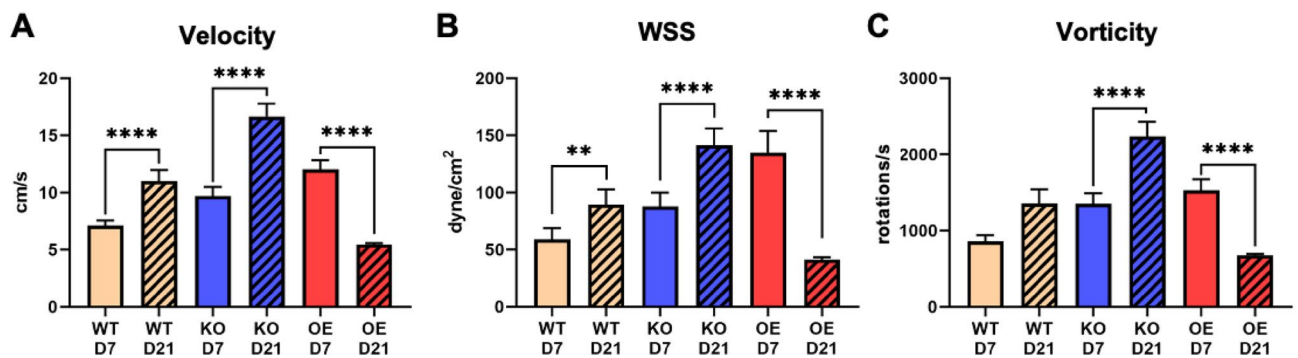 A
Velocity
20
15
10
5
0
cm/s
****
****
****
WT
D7
WT
D21
KO
D7
KO
D21
OE
D7
OE
D21
B
WSS
200
150
100
50
0
dyne/cm²
**
****
****
WT
D7
WT
D21
KO
D7
KO
D21
OE
D7
OE
D21
C
Vorticity
3000
2000
1000
0
rotations/s
****
****
WT
D7
WT
D21
KO
D7
KO
D21
OE
D7
OE
D21